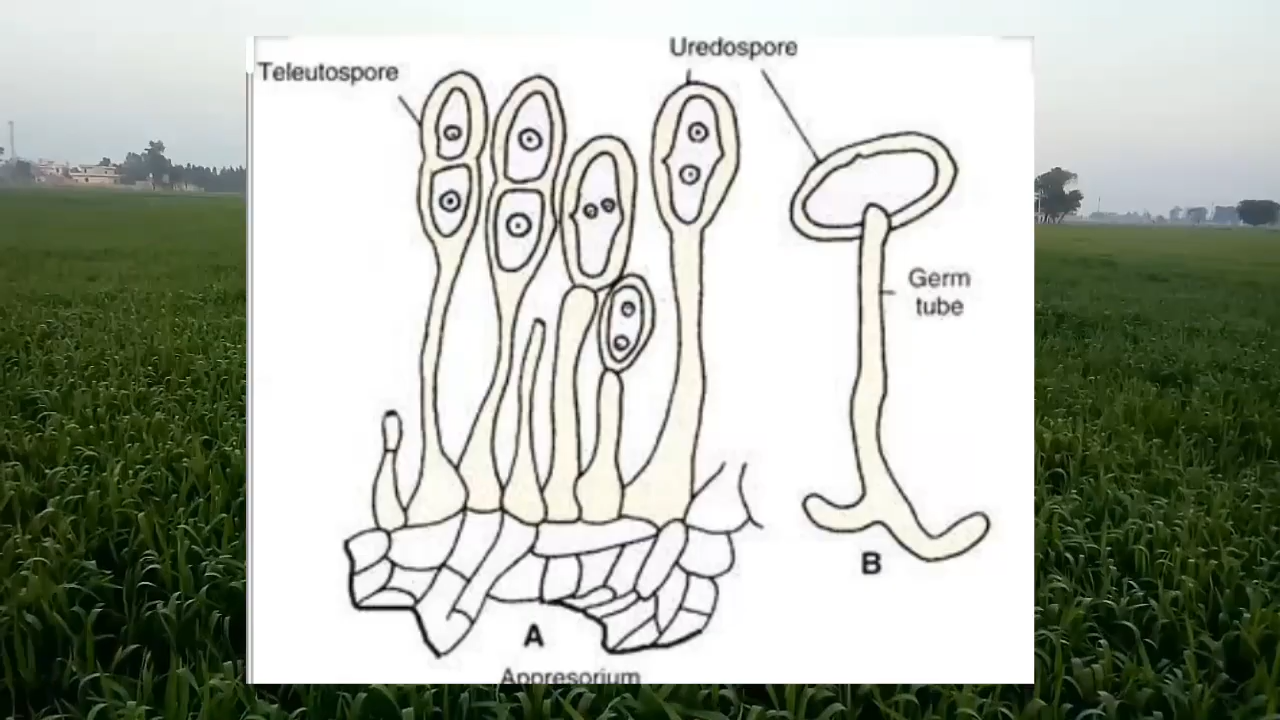 Teleutospore
Uredospore
Germ
tube
B
A
Appresorium